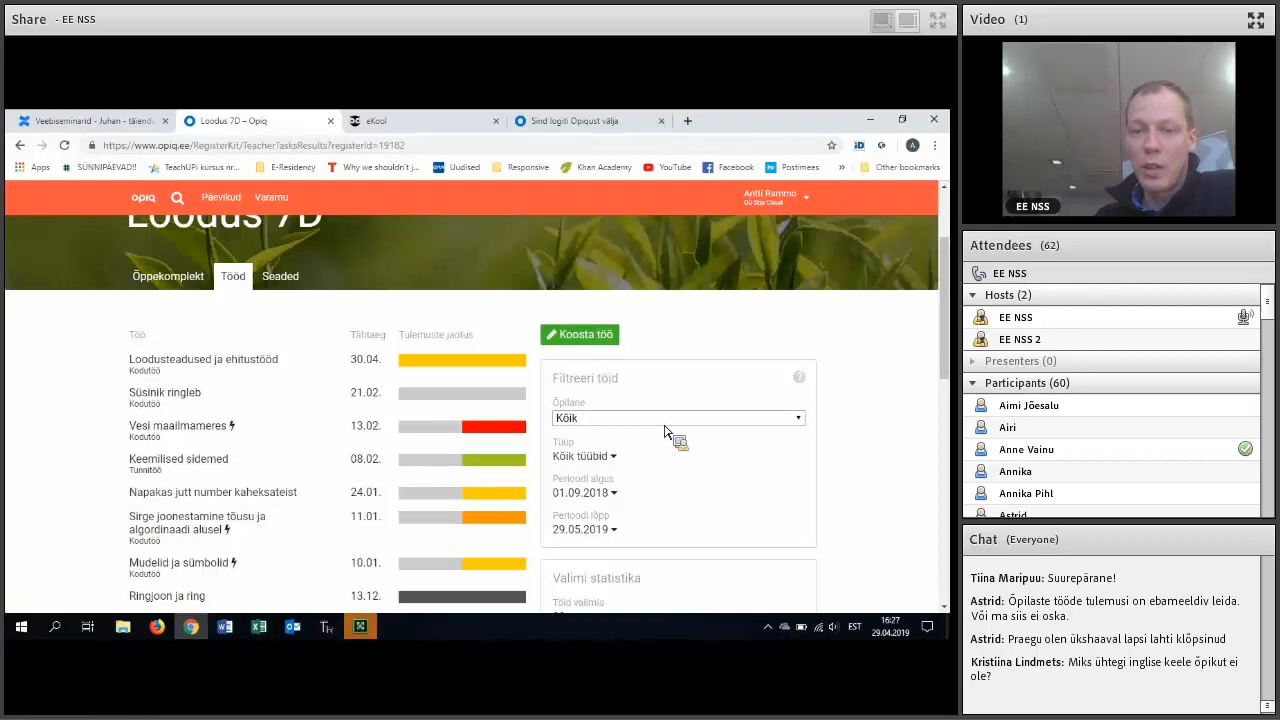 Share - EE NSS
Veebiseminarid - Juhan - täiendu
Loodus 7D – Opiq
eKool
Sind logiti Opiqust välja
https://www.opiq.ee/RegisterKit/TeacherTasksResults?registerId=19182
Apps
SÜNNIPÄEVAD!!
TeachUPi kursus nr...
E-Residency
Why we shouldn't j...
Uudised
Responsive
Khan Academy
YouTube
Facebook
Postimees
Other bookmarks
opiq
Päevikud
Varamu
Antti Rammo
OÜ Star Cloud
Loodus 7D
Õppekomplekt
Tööd
Seaded
Töö
Tähtaeg
Tulemuste jaotus
Loodusteadused ja ehitustööd 30.04.
Kodutöö
Süsinik ringleb 21.02.
Kodutöö
Vesi maailmameres 13.02.
Kodutöö
Keemilised sidemed 08.02.
Tunnitöö
Napakas jutt number kaheksateist 24.01.
Sirge joonestamine tõusu ja 11.01.
algordinaadi alusel
Kodutöö
Mudelid ja sümbolid 10.01.
Kodutöö
Ringjoon ja ring 13.12.
Koosta töö
Filtreeri töid
?
Õpilane
Kõik
Tüüp
Kõik tüübid
Perioodi algus
01.09.2018
Perioodi lõpp
29.05.2019
Valimi statistika
Töid valimis
EST
16:27
29.04.2019
Video (1)
EE NSS
Attendees (62)
EE NSS
Hosts (2)
EE NSS
EE NSS 2
Presenters (0)
Participants (60)
Aimi Jõesalu
Airi
Anne Vainu
Annika
Annika Pihl
Astrid
Chat (Everyone)
Tiina Maripuu: Suurepärane!
Astrid: Õpilaste tööde tulemusi on ebameeldiv leida.
Või ma siis ei oska.
Astrid: Praegu olen ükshaaval lapsi lahti klõpsinud
Kristiina Lindmets: Miks ühtegi inglise keele õpikut ei
ole?